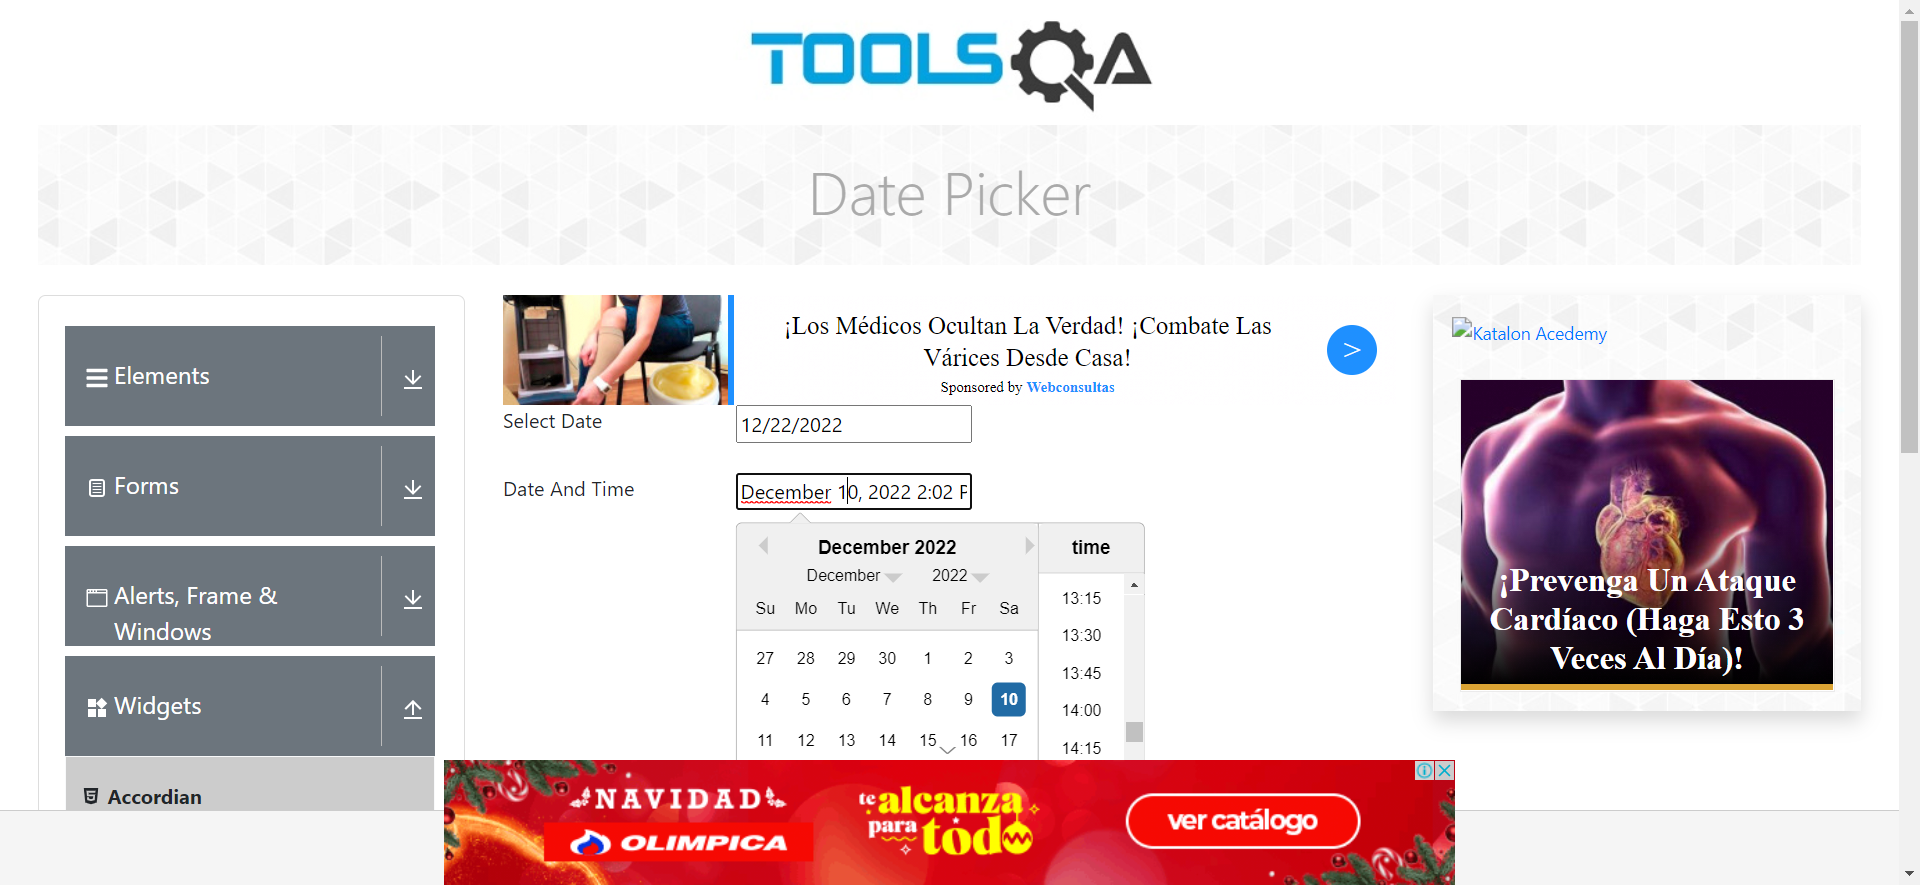 TOOLSQA
Date Picker
Elements
Forms
Alerts, Frame &
Windows
Widgets
Accordian
¡Los Médicos Ocultan La Verdad! ¡Combate Las
Várices Desde Casa!
Sponsored by Webconsultas
>
Select Date
12/22/2022
Date And Time
December 10, 2022 2:02 P
December 2022
December
2022
Su Mo Tu We Th Fr Sa
27 28 29 30 1 2 3
4 5 6 7 8 9 10
11 12 13 14 15 16 17
time
13:15
13:30
13:45
14:00
14:15
Katalon Acedemy
¡Prevenga Un Ataque
Cardíaco (Haga Esto 3
Veces Al Día)!
NAVIDAD
OLIMPICA
te
alcanza
para
todo
ver catálogo